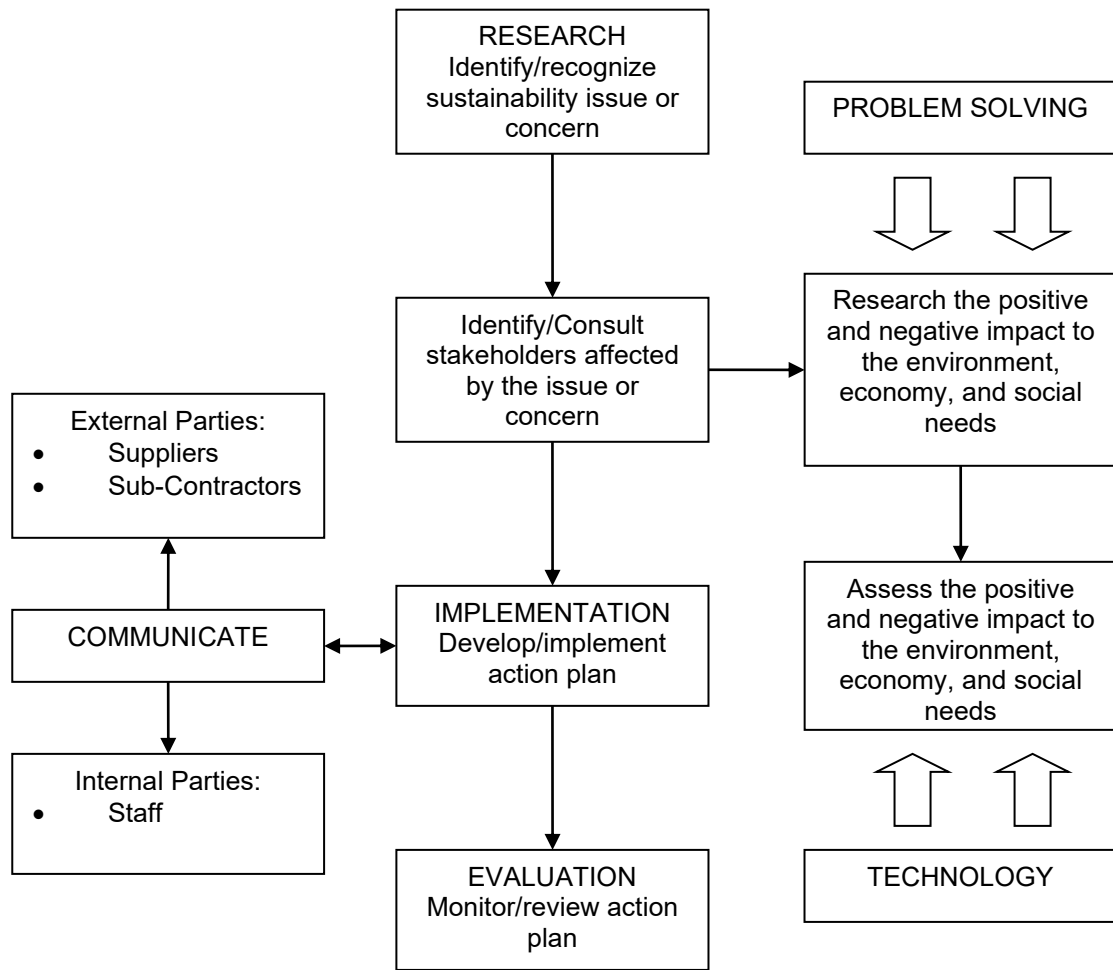 RESEARCH
Identify/recognize
sustainability issue or
concern
PROBLEM SOLVING
Identify/Consult
stakeholders affected
by the issue or
concern
Research the positive
and negative impact to
the environment,
economy, and social
needs
External Parties:
• Suppliers
• Sub-Contractors
COMMUNICATE
IMPLEMENTATION
Develop/implement
action plan
Assess the positive
and negative impact to
the environment,
economy, and social
needs
Internal Parties:
• Staff
EVALUATION
Monitor/review action
plan
TECHNOLOGY